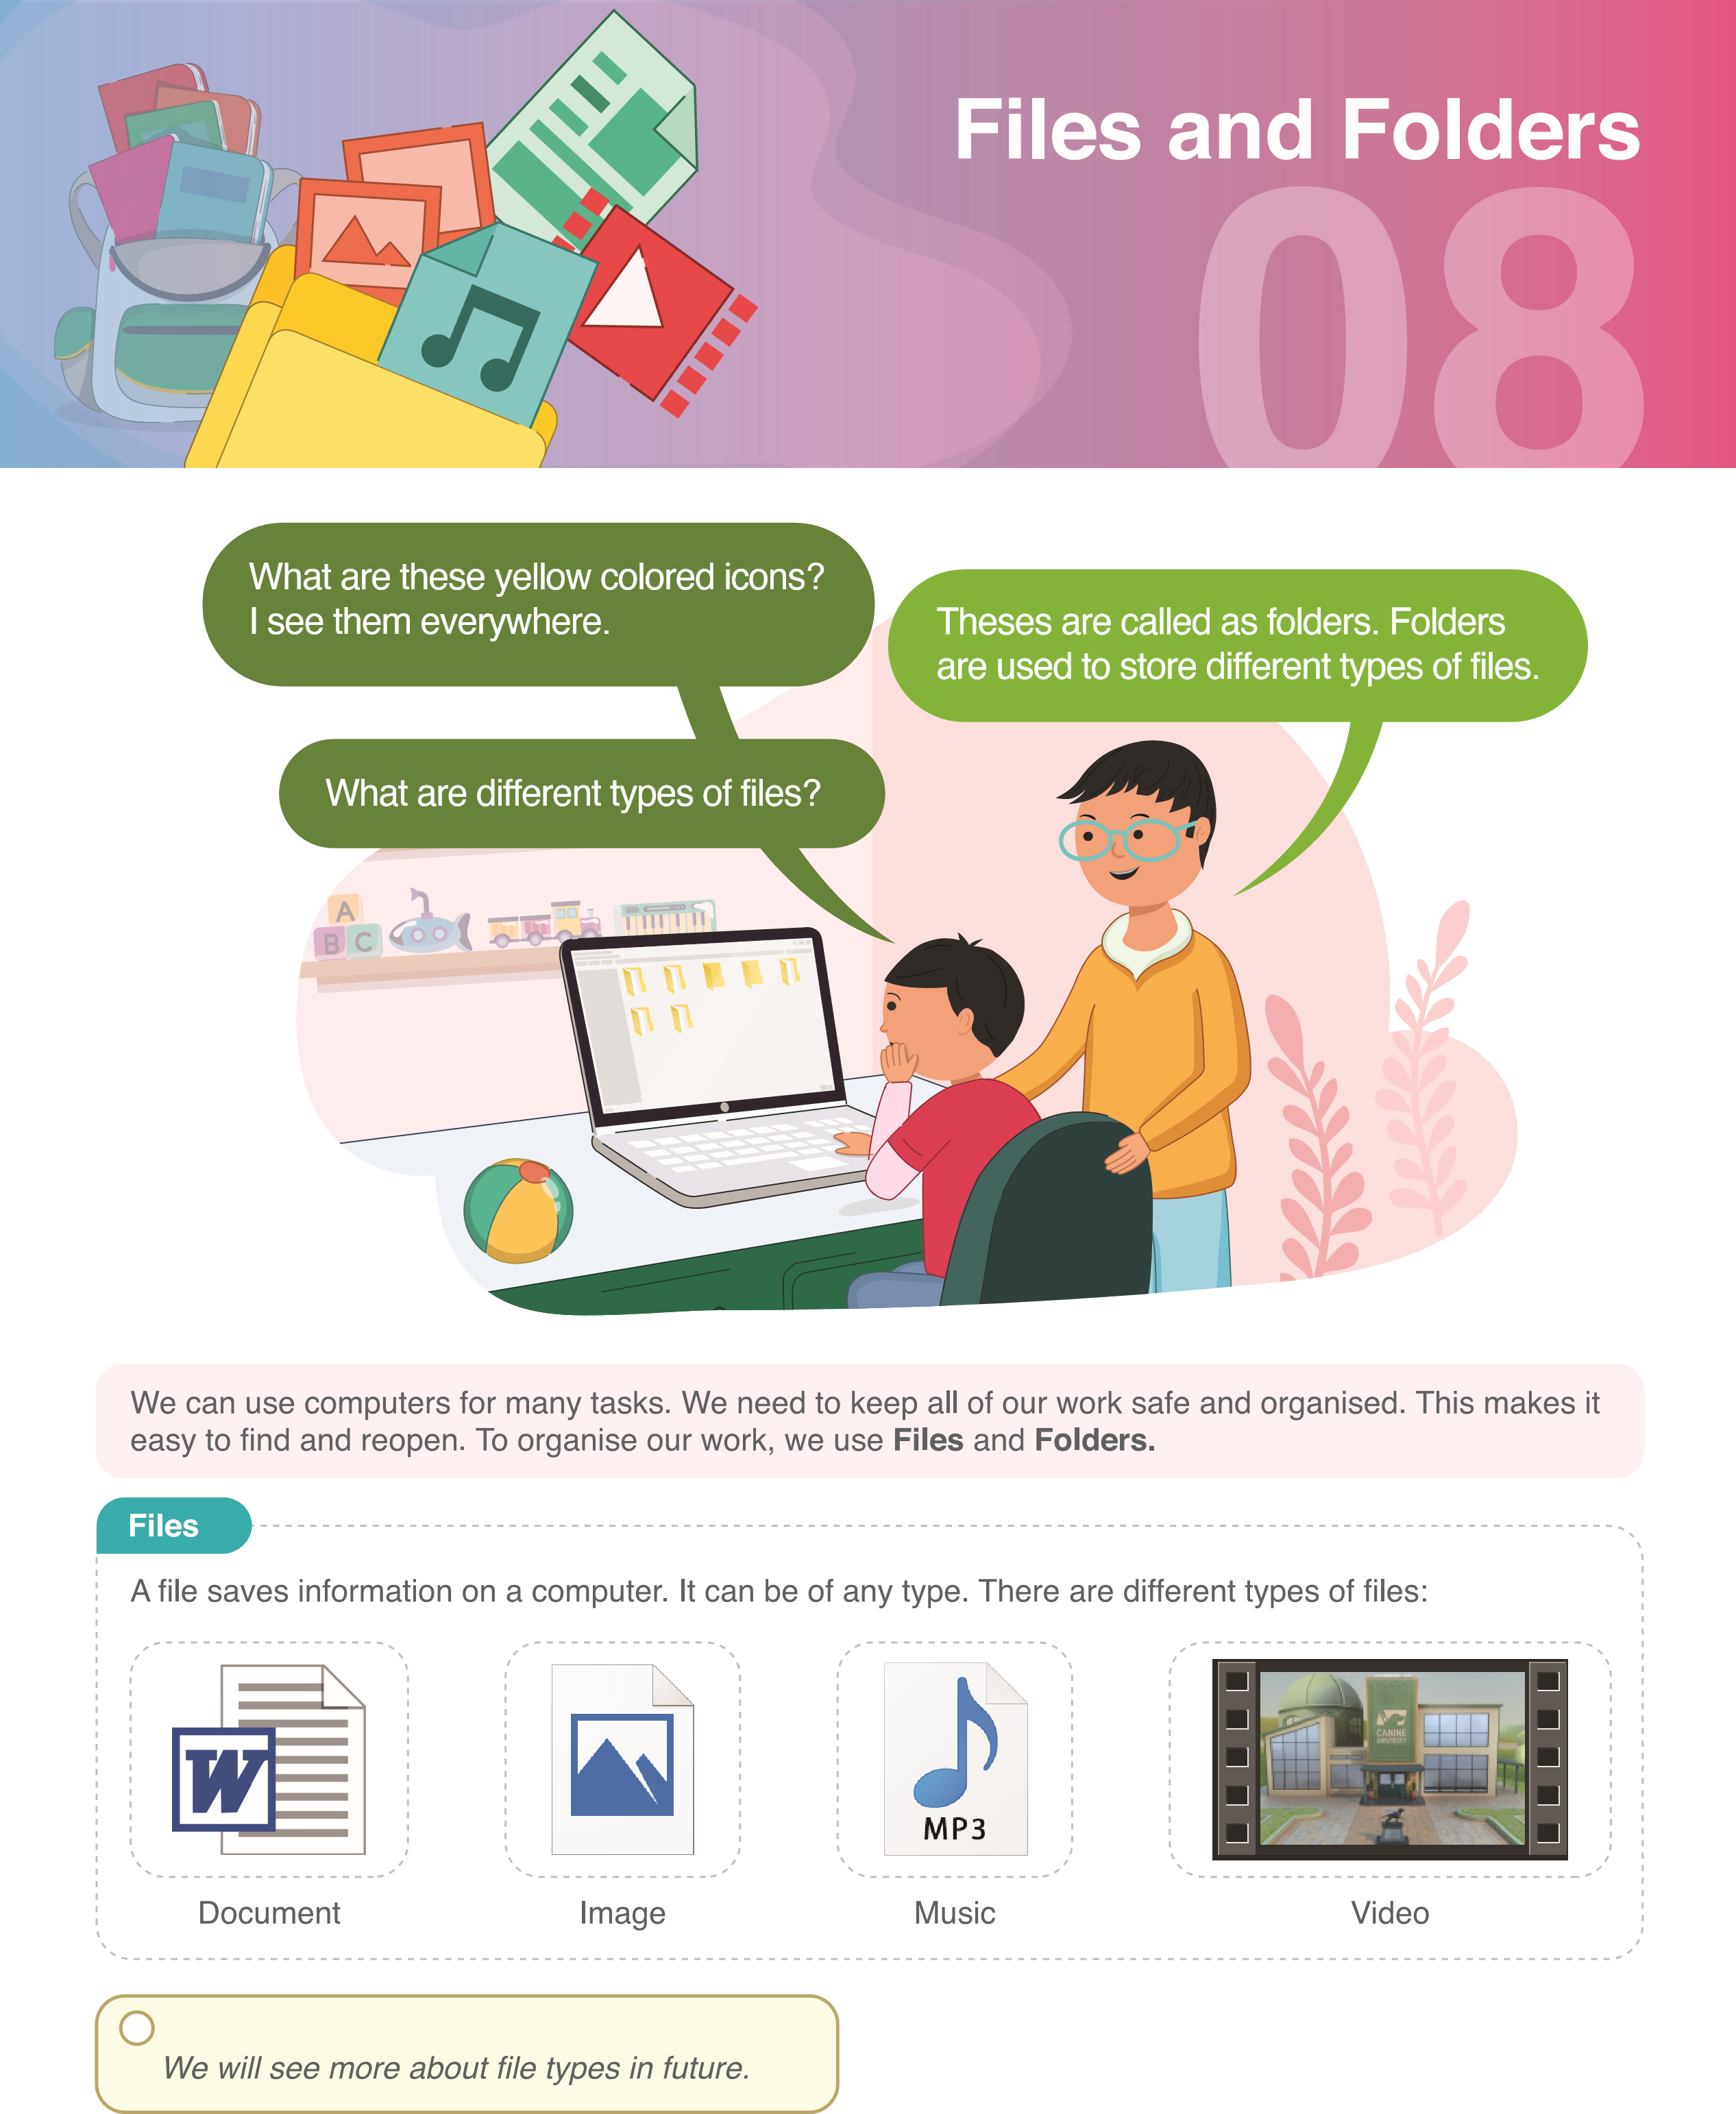 Files and Folders
08
What are these yellow colored icons?
I see them everywhere.
Theses are called as folders. Folders
are used to store different types of files.
What are different types of files?
A
B C
We can use computers for many tasks. We need to keep all of our work safe and organised. This makes it
easy to find and reopen. To organise our work, we use Files and Folders.
Files
A file saves information on a computer. It can be of any type. There are different types of files:
W
MP3
CANINE
Document
Image
Music
Video
We will see more about file types in future.